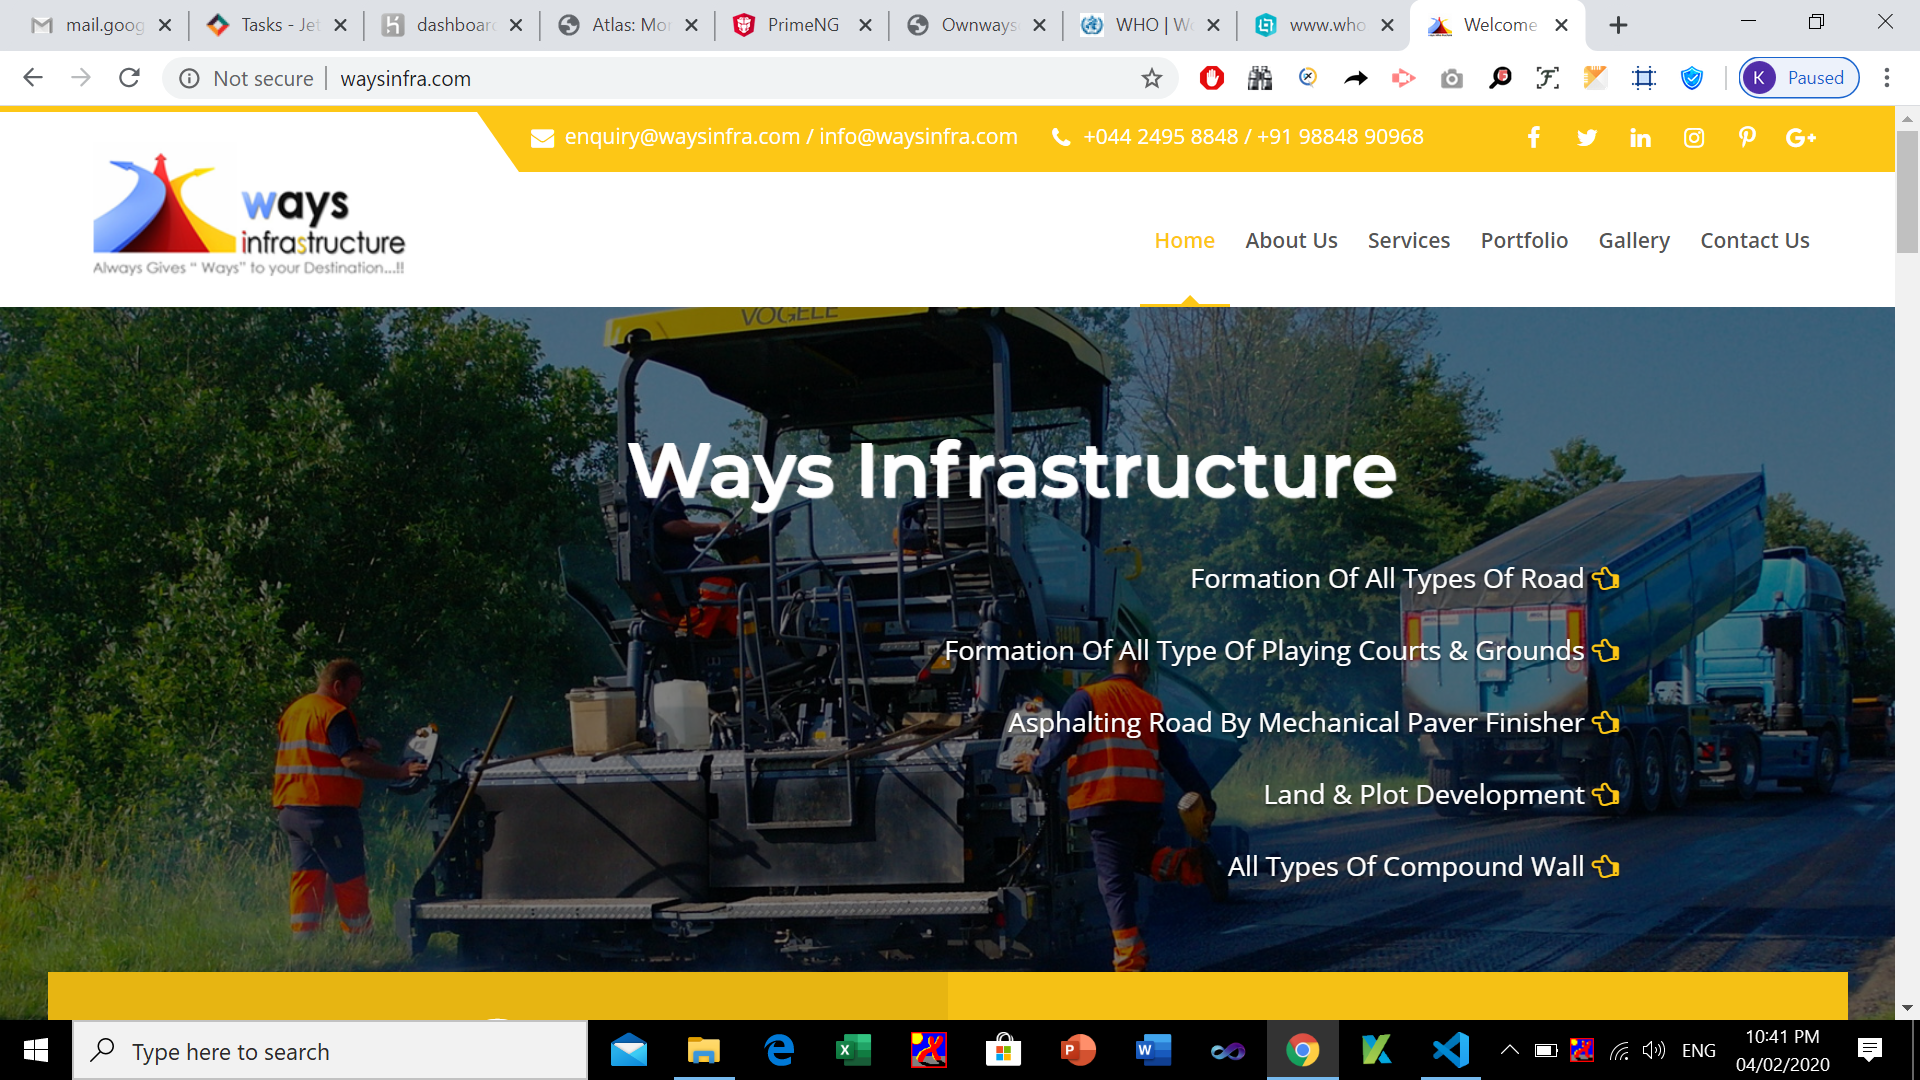 mail.goog
Tasks - Jet
dashboard
Atlas: Mor
PrimeNG
Ownways
WHO | Wo
www.who
Welcome
Not secure
waysinfra.com
K
Paused
enquiry@waysinfra.com / info@waysinfra.com
+044 2495 8848 / +91 98848 90968
ways
infrastructure
Always Gives “ Ways” to your Destination...!!
Home
About Us
Services
Portfolio
Gallery
Contact Us
VOGELE
Ways Infrastructure
Formation Of All Types Of Road
Formation Of All Type Of Playing Courts & Grounds
Asphalting Road By Mechanical Paver Finisher
Land & Plot Development
All Types Of Compound Wall
Type here to search
ENG
10:41 PM
04/02/2020